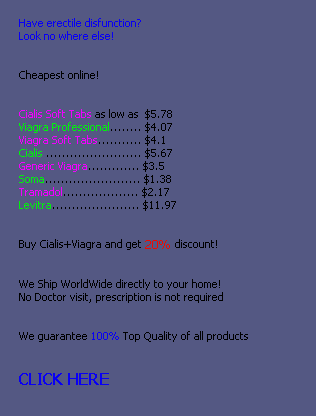 Have erectile disfunction?
Look no where else!
Cheapest online!
Cialis Soft Tabs as low as $5.78
Viagra Professional........ $4.07
Viagra Soft Tabs........... $4.1
Cialis ........................ $5.67
Generic Viagra............. $3.5
Soma........................ $1.38
................... $2.17
Levitra...................... $11.97
Buy Cialis+Viagra and get 20% discount!
We Ship WorldWide directly to your home!
No Doctor visit, prescription is not required
We guarantee 100% Top Quality of all products
CLICK HERE